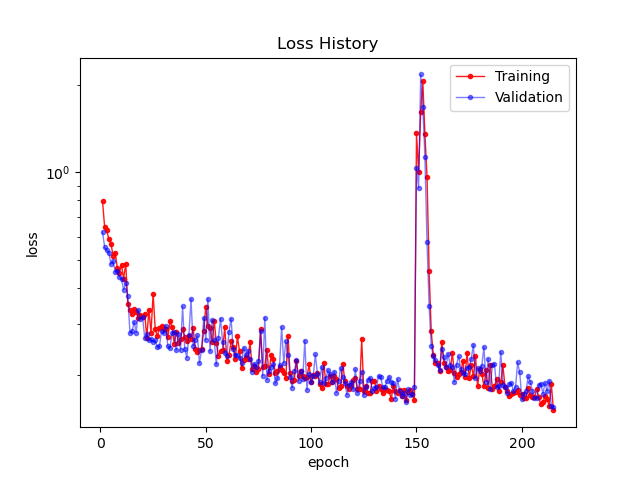 Loss History
Training
Validation
10⁰
loss
0
50
100
150
200
epoch